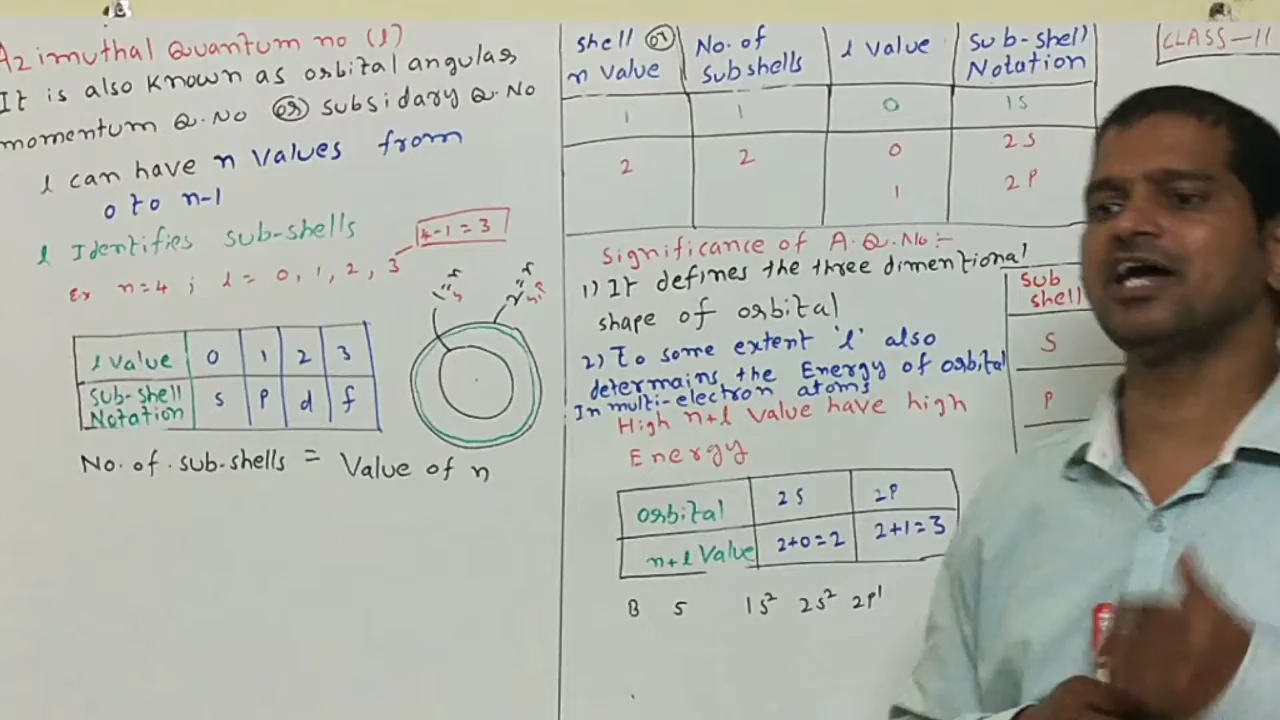 Azimuthal Quantum no (l)
It is also known as orbital angular
momentum Q.No (or) subsidary Q.No
l can have n values from
0 to n-1
l Identifies sub-shells
Ex n=4 ; l = 0, 1, 2, 3
4-1=3
l value 0 1 2 3
Sub-shell Notation s p d f
No. of. sub-shells = Value of n
shell (or) n value No. of Subshells l value Sub-shell Notation
1 1 0 1s
2 2 0 2s
1 2p
CLASS-11
Significance of A.Q.No:-
1) It defines the three dimentional
shape of orbital
2) To some extent 'l' also
determains the Energy of orbital
In multi-electron atoms
High n+l value have high
Energy
orbital 2s 2p
n+l value 2+0=2 2+1=3
B 5 1s² 2s² 2p¹
Sub shell
S
P